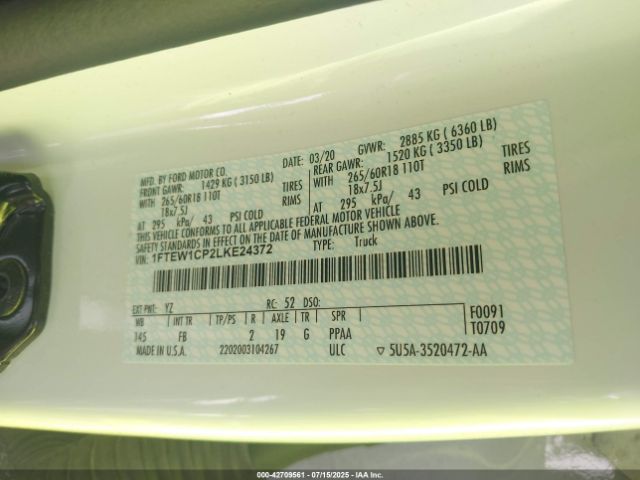 MFD. BY FORD MOTOR CO.
DATE: 03/20 GVWR: 2885 KG ( 6360 LB)
FRONT GAWR: 1429 KG ( 3150 LB) REAR GAWR: 1520 KG ( 3350 LB)
WITH 265/60R18 110T TIRES WITH 265/60R18 110T TIRES
18x7.5J RIMS 18x7.5J RIMS
AT 295 kPa/ 43 PSI COLD AT 295 kPa/ 43 PSI COLD
THIS VEHICLE CONFORMS TO ALL APPLICABLE FEDERAL MOTOR VEHICLE
SAFETY STANDARDS IN EFFECT ON THE DATE OF MANUFACTURE SHOWN ABOVE.
VIN: 1FTEW1CP2LKE24372 TYPE: Truck
EXT PNT: YZ RC: 52 DSO:
WB INT TR TP/PS R AXLE TR SPR
145 FB 2 19 G PPAA
F0091
T0709
MADE IN U.S.A. 2202003104267 ULC 5U5A-3520472-AA
000-42709561 - 07/15/2025 - IAA Inc.